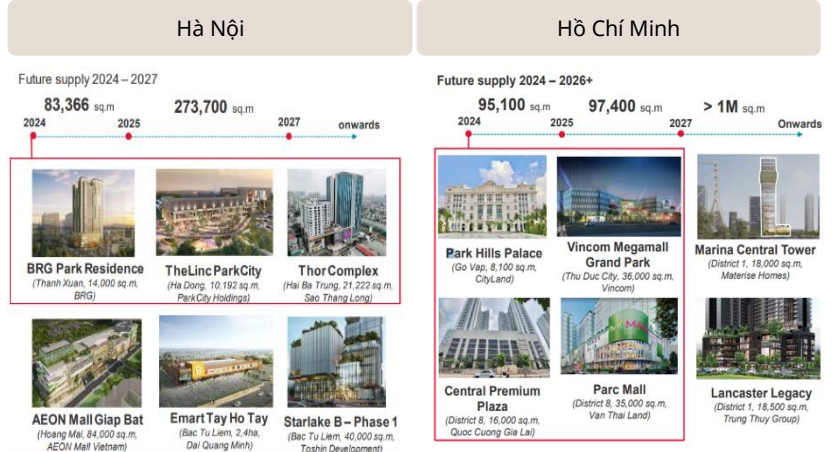 Hà Nội
Future supply 2024 – 2027
83,366 sq.m
273,700 sq.m
2024
2025
2027
onwards
BRG Park Residence
(Thanh Xuan, 14,000 sq.m,
BRG)
TheLinc ParkCity
(Ha Dong, 10,192 sq.m,
ParkCity Holdings)
Thor Complex
(Hai Ba Trung, 21,222 sq.m,
Sao Thang Long)
AEON Mall Giap Bat
(Hoang Mai, 84,000 sq.m,
AEON Mall Vietnam)
Emart Tay Ho Tay
(Bac Tu Liem, 2,4ha,
Dai Quang Minh)
Starlake B – Phase 1
(Bac Tu Liem, 40,000 sq.m,
Toshin Development)
Hồ Chí Minh
Future supply 2024 – 2026+
95,100 sq.m
97,400 sq.m
> 1M sq.m
2024
2025
2027
Onwards
Park Hills Palace
(Go Vap, 8,100 sq.m,
CityLand)
Vincom Megamall
Grand Park
(Thu Duc City, 36,000 sq.m,
Vincom)
Marina Central Tower
(District 1, 18,000 sq.m,
Materise Homes)
Central Premium
Plaza
(District 8, 16,000 sq.m,
Quoc Cuong Gia Lai)
Parc Mall
(District 8, 35,000 sq.m,
Van Thai Land)
Lancaster Legacy
(District 1, 18,500 sq.m,
Trung Thuy Group)